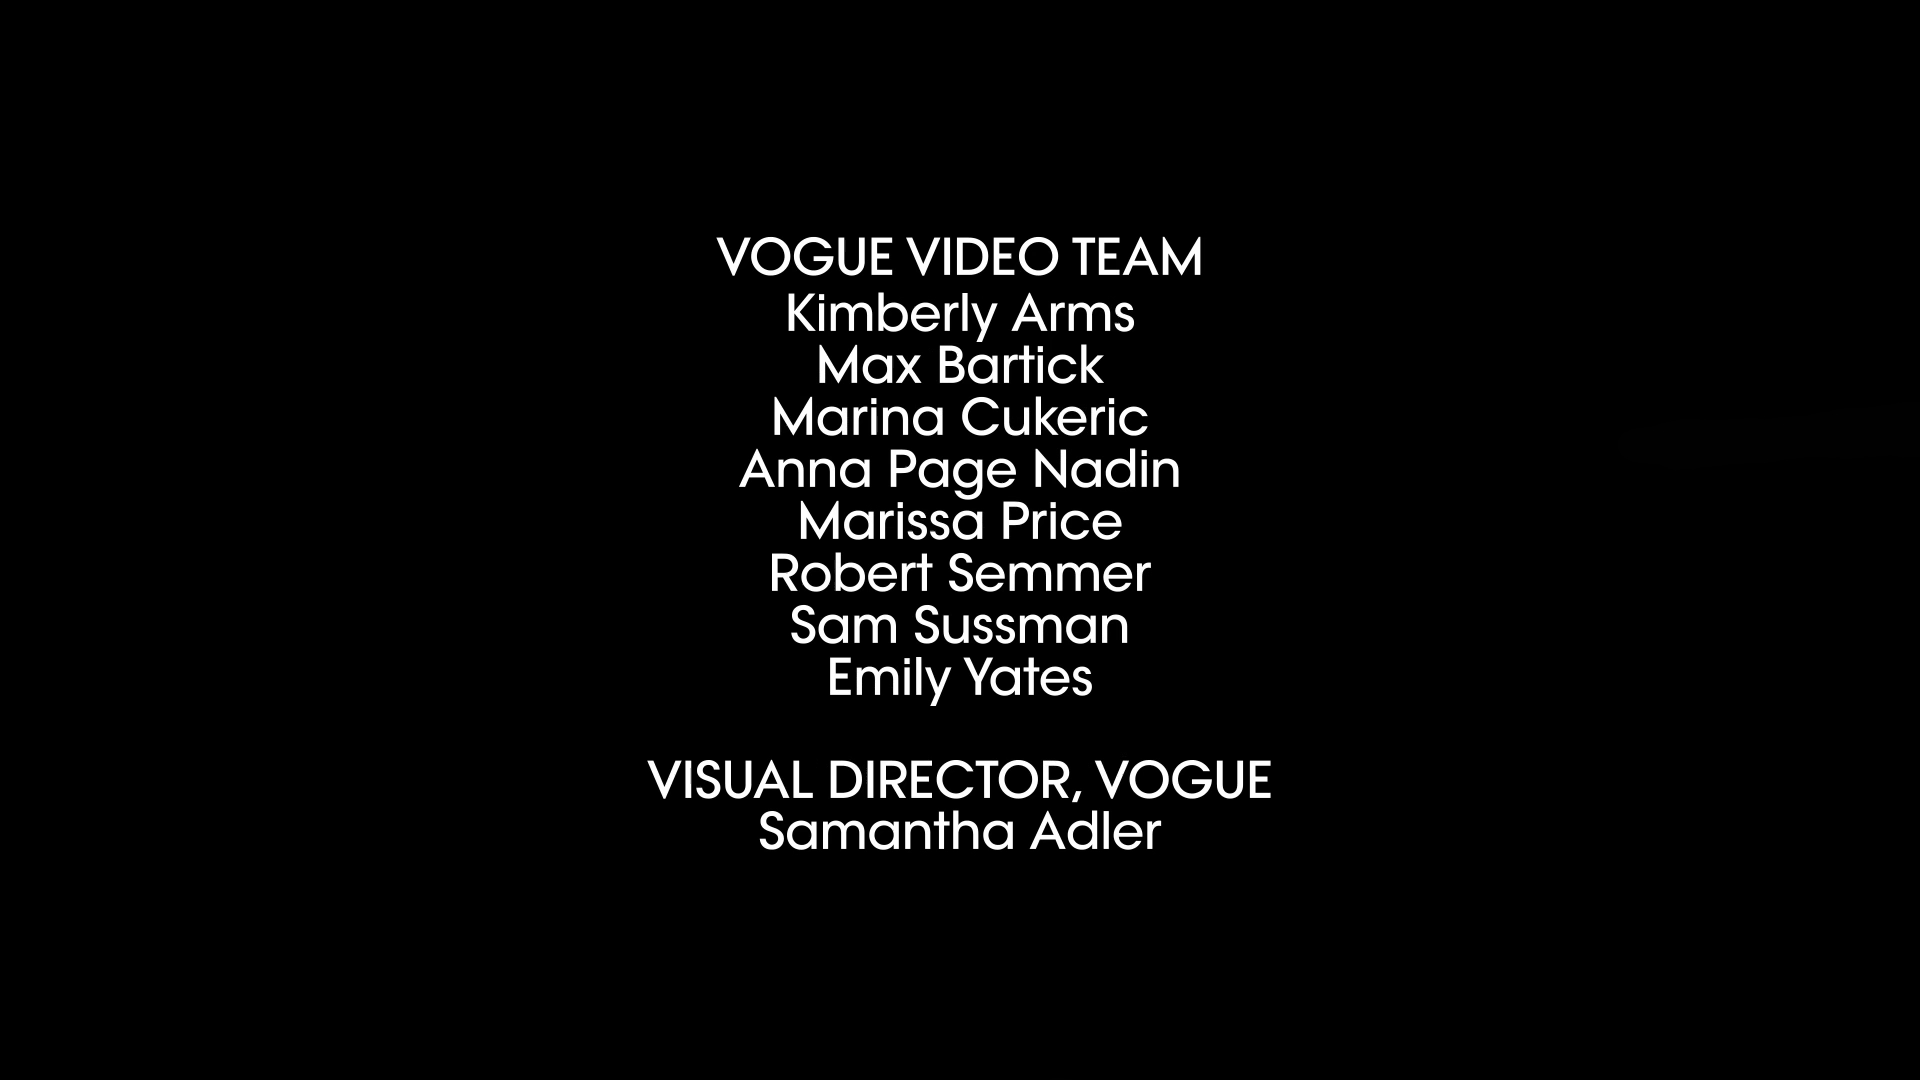 VOGUE VIDEO TEAM
Kimberly Arms
Max Bartick
Marina Cukeric
Anna Page Nadin
Marissa Price
Robert Semmer
Sam Sussman
Emily Yates
VISUAL DIRECTOR, VOGUE
Samantha Adler